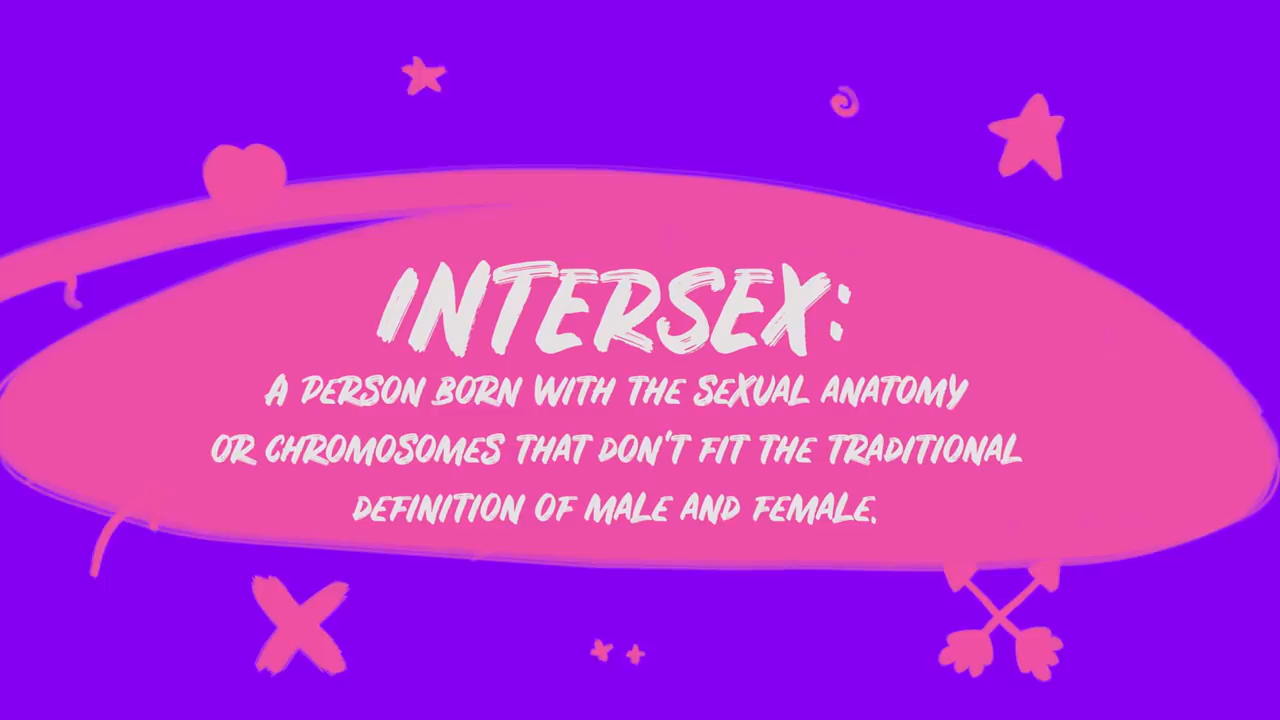 INTERSEX:
A PERSON BORN WITH THE SEXUAL ANATOMY
OR CHROMOSOMES THAT DON'T FIT THE TRADITIONAL
DEFINITION OF MALE AND FEMALE.